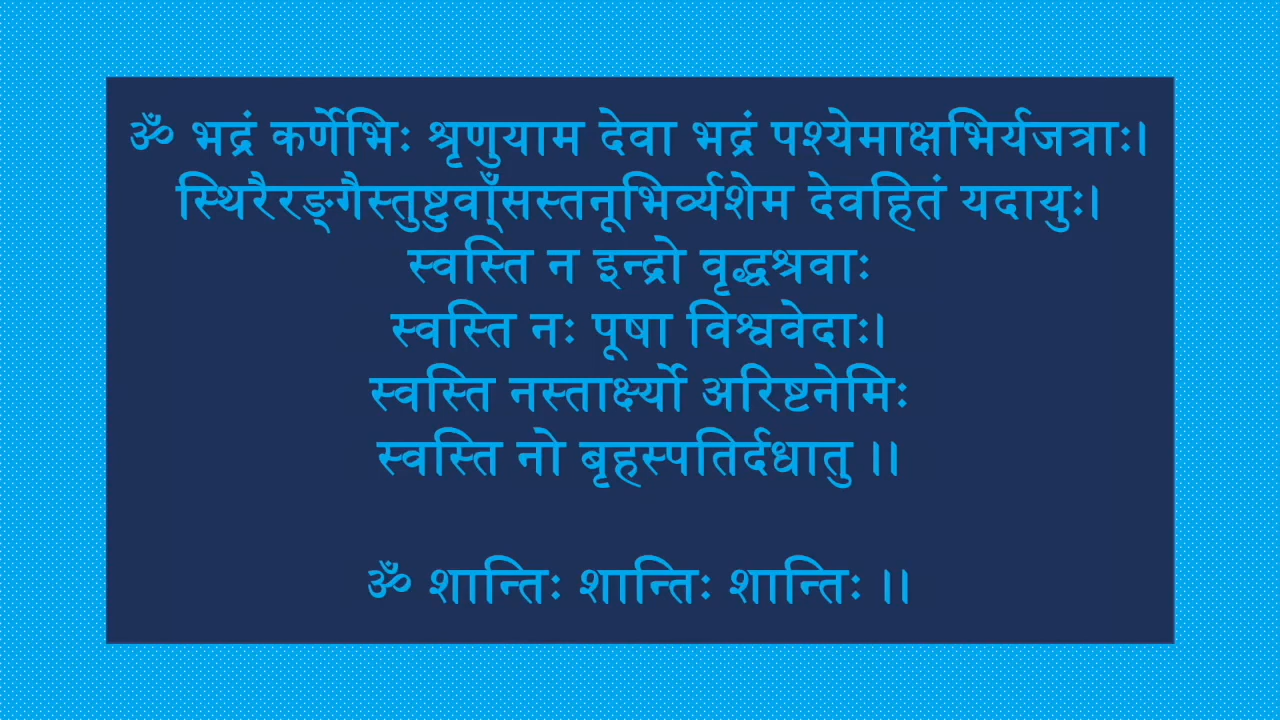 ॐ भद्रं कर्णेभिः श्रृणुयाम देवा भद्रं पश्येमाक्षभिर्यजत्राः।
स्थिरैरङ्गैस्तुष्टुवाँ्सस्तनूभिर्व्यशेम देवहितं यदायुः।
स्वस्ति न इन्द्रो वृद्धश्रवाः
स्वस्ति नः पूषा विश्ववेदाः।
स्वस्ति नस्तार्क्ष्यो अरिष्टनेमिः
स्वस्ति नो बृहस्पतिर्दधातु ।।
ॐ शान्तिः शान्तिः शान्तिः ।।